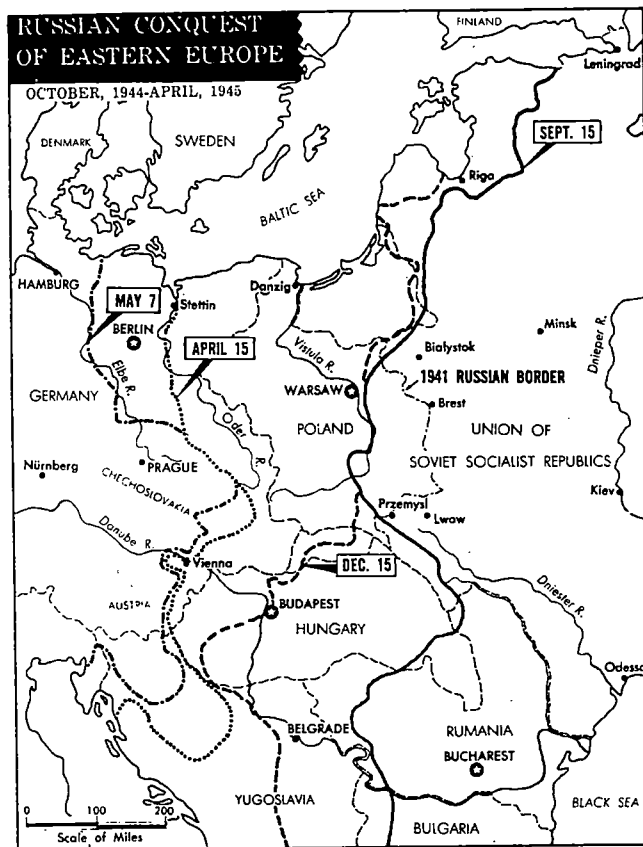 RUSSIAN CONQUEST
OF EASTERN EUROPE
OCTOBER, 1944-APRIL, 1945
FINLAND
Leningrad
SEPT. 15
DENMARK
SWEDEN
Riga
BALTIC SEA
HAMBURG
MAY 7
Stettin
Danzig
BERLIN
APRIL 15
Minsk
Dnieper R.
Białystok
Vistula R.
1941 RUSSIAN BORDER
Elbe R.
WARSAW
Brest
GERMANY
Oder R.
POLAND
UNION OF
SOVIET SOCIALIST REPUBLICS
Nürnberg
PRAGUE
CHECHOSLOVAKIA
Kiev
Przemysl
Lwaw
Danube R.
Vienna
DEC. 15
Dniester R.
AUSTRIA
BUDAPEST
HUNGARY
Odessa
RUMANIA
BELGRADE
BUCHAREST
YUGOSLAVIA
BLACK SEA
BULGARIA
0 100 200
Scale of Miles